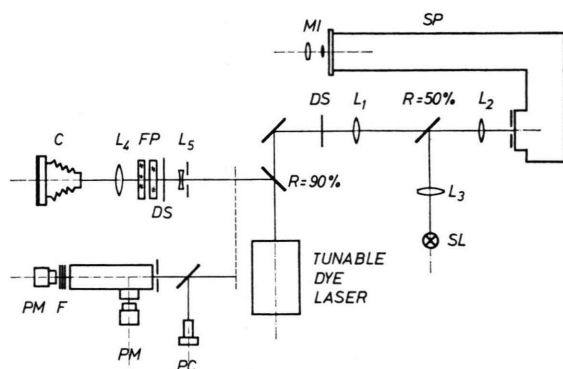 MI
SP
DS
L1
R=50%
L2
C
L4
FP
L5
DS
R=90%
L3
SL
TUNABLE
DYE
LASER
PM
F
PM
PC